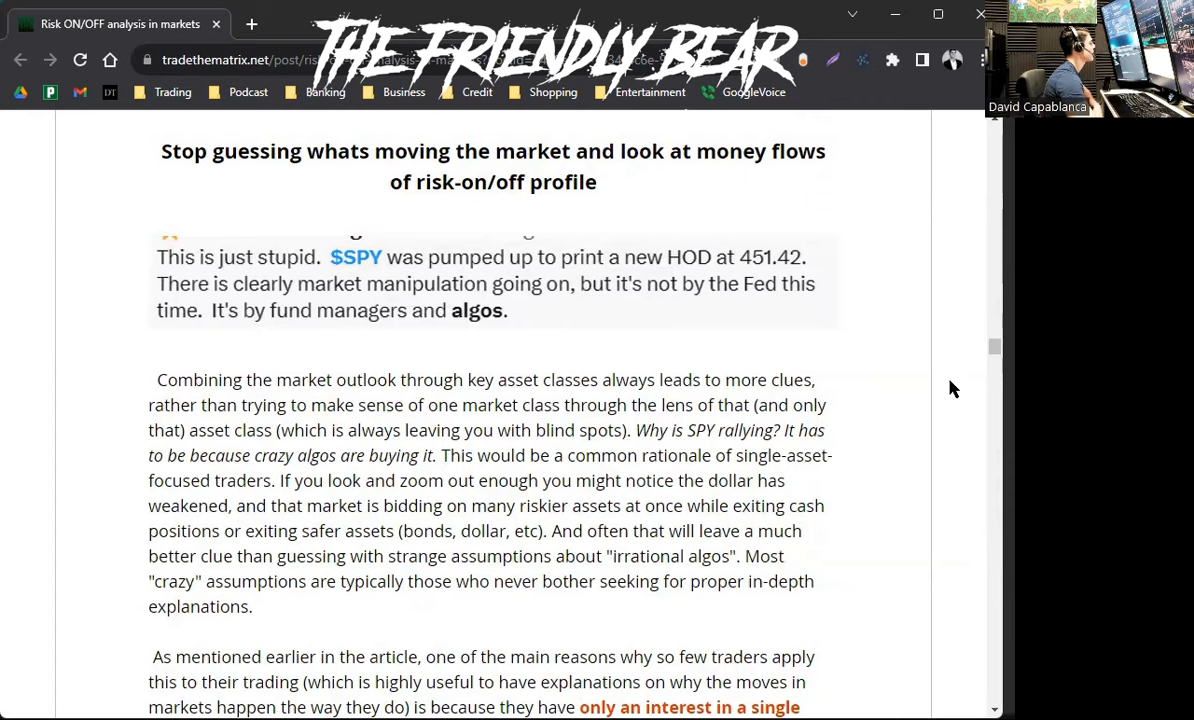 Risk ON/OFF analysis in markets
THE FRIENDLY BEAR
tradethematrix.net/post/
Trading Podcast Banking Business Credit Shopping Entertainment GoogleVoice
David Capablanca
Stop guessing whats moving the market and look at money flows
of risk-on/off profile
This is just stupid. $SPY was pumped up to print a new HOD at 451.42.
There is clearly market manipulation going on, but it's not by the Fed this
time. It's by fund managers and algos.
Combining the market outlook through key asset classes always leads to more clues,
rather than trying to make sense of one market class through the lens of that (and only
that) asset class (which is always leaving you with blind spots). Why is SPY rallying? It has
to be because crazy algos are buying it. This would be a common rationale of single-asset-
focused traders. If you look and zoom out enough you might notice the dollar has
weakened, and that market is bidding on many riskier assets at once while exiting cash
positions or exiting safer assets (bonds, dollar, etc). And often that will leave a much
better clue than guessing with strange assumptions about "irrational algos". Most
"crazy" assumptions are typically those who never bother seeking for proper in-depth
explanations.
As mentioned earlier in the article, one of the main reasons why so few traders apply
this to their trading (which is highly useful to have explanations on why the moves in
markets happen the way they do) is because they have only an interest in a single